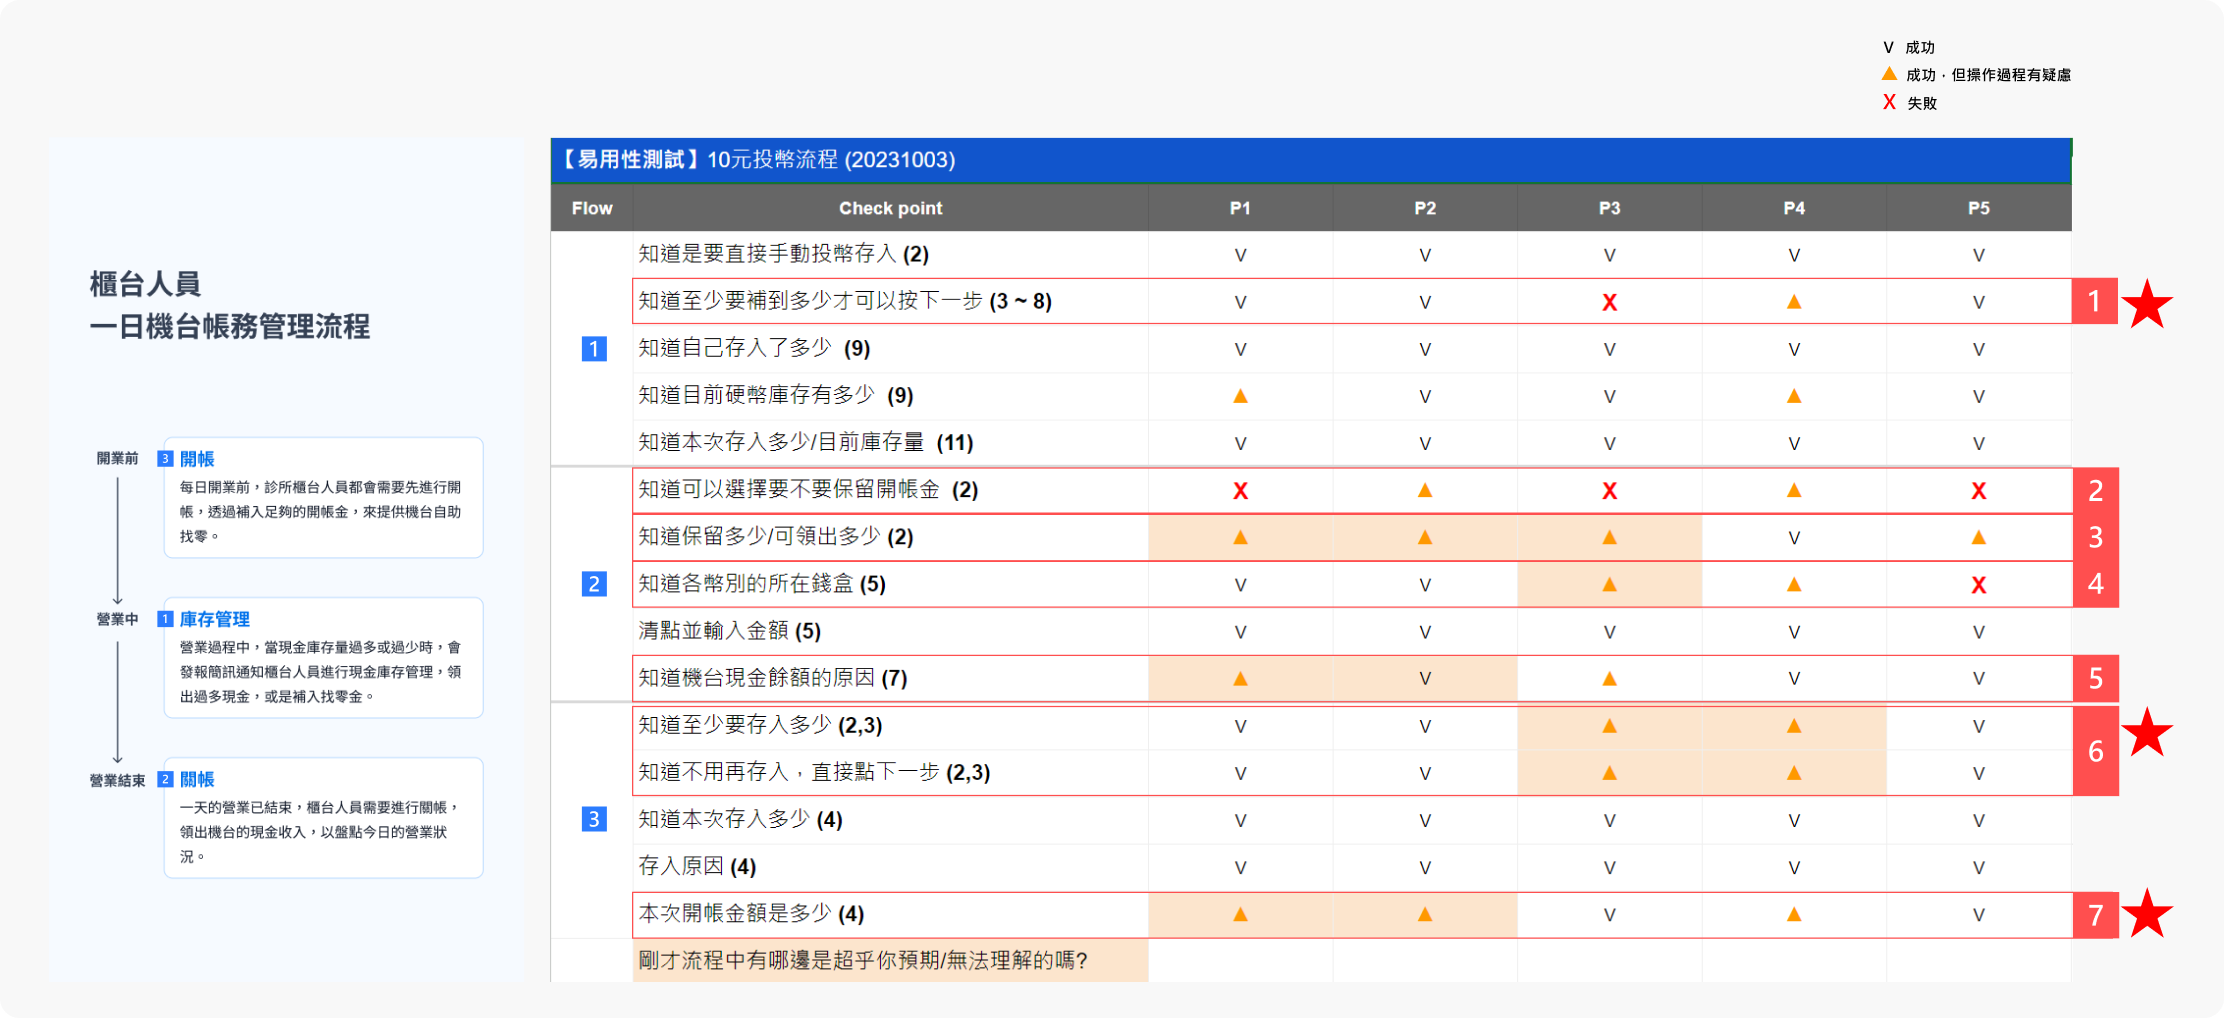 V 成功
▲ 成功，但操作過程有疑慮
X 失敗
櫃台人員
一日機台帳務管理流程
開業前
3 開帳
每日開業前，診所櫃台人員都會需要先進行開
帳，透過補入足夠的開帳金，來提供機台自助
找零。
營業中
1 庫存管理
營業過程中，當現金庫存量過多或過少時，會
發報簡訊通知櫃台人員進行現金庫存管理，領
出過多現金，或是補入找零金。
營業結束
2 關帳
一天的營業已結束，櫃台人員需要進行關帳，
領出機台的現金收入，以盤點今日的營業狀
況。
【易用性測試】10元投幣流程 (20231003)
Flow Check point P1 P2 P3 P4 P5
知道是要直接手動投幣存入 (2) V V V V V
知道至少要補到多少才可以按下一步 (3 ~ 8) V V X ▲ V 1
1
知道自己存入了多少 (9) V V V V V
知道目前硬幣庫存有多少 (9) ▲ V V ▲ V
知道本次存入多少/目前庫存量 (11) V V V V V
知道可以選擇要不要保留開帳金 (2) X ▲ X ▲ X 2
知道保留多少/可領出多少 (2) ▲ ▲ ▲ V ▲ 3
2
知道各幣別的所在錢盒 (5) V V ▲ ▲ X 4
清點並輸入金額 (5) V V V V V
知道機台現金餘額的原因 (7) ▲ V ▲ V V 5
知道至少要存入多少 (2,3) V V ▲ ▲ V
6
知道不用再存入，直接點下一步 (2,3) V V ▲ ▲ V
3
知道本次存入多少 (4) V V V V V
存入原因 (4) V V V V V
本次開帳金額是多少 (4) ▲ ▲ V ▲ V 7
剛才流程中有哪邊是超乎你預期/無法理解的嗎?